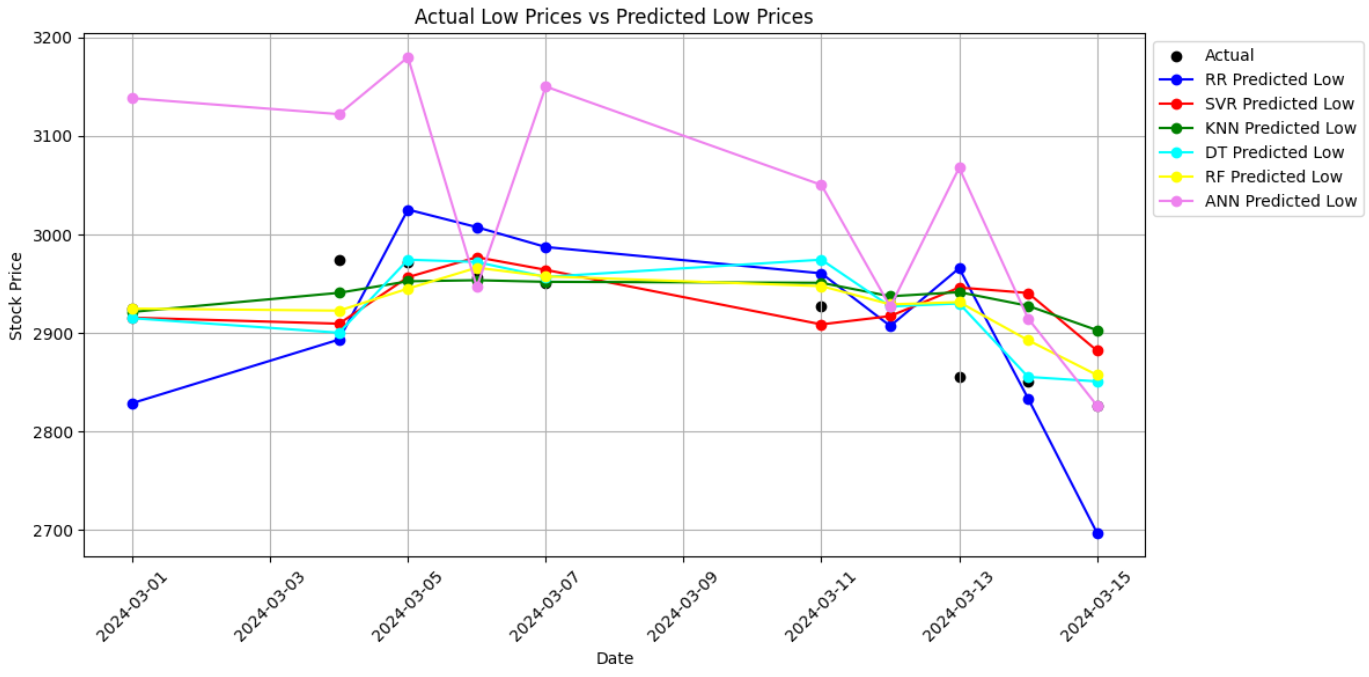 Actual Low Prices vs Predicted Low Prices
3200
3100
3000
2900
2800
2700
Stock Price
2024-03-01
2024-03-03
2024-03-05
2024-03-07
2024-03-09
2024-03-11
2024-03-13
2024-03-15
Date
Actual
RR Predicted Low
SVR Predicted Low
KNN Predicted Low
DT Predicted Low
RF Predicted Low
ANN Predicted Low